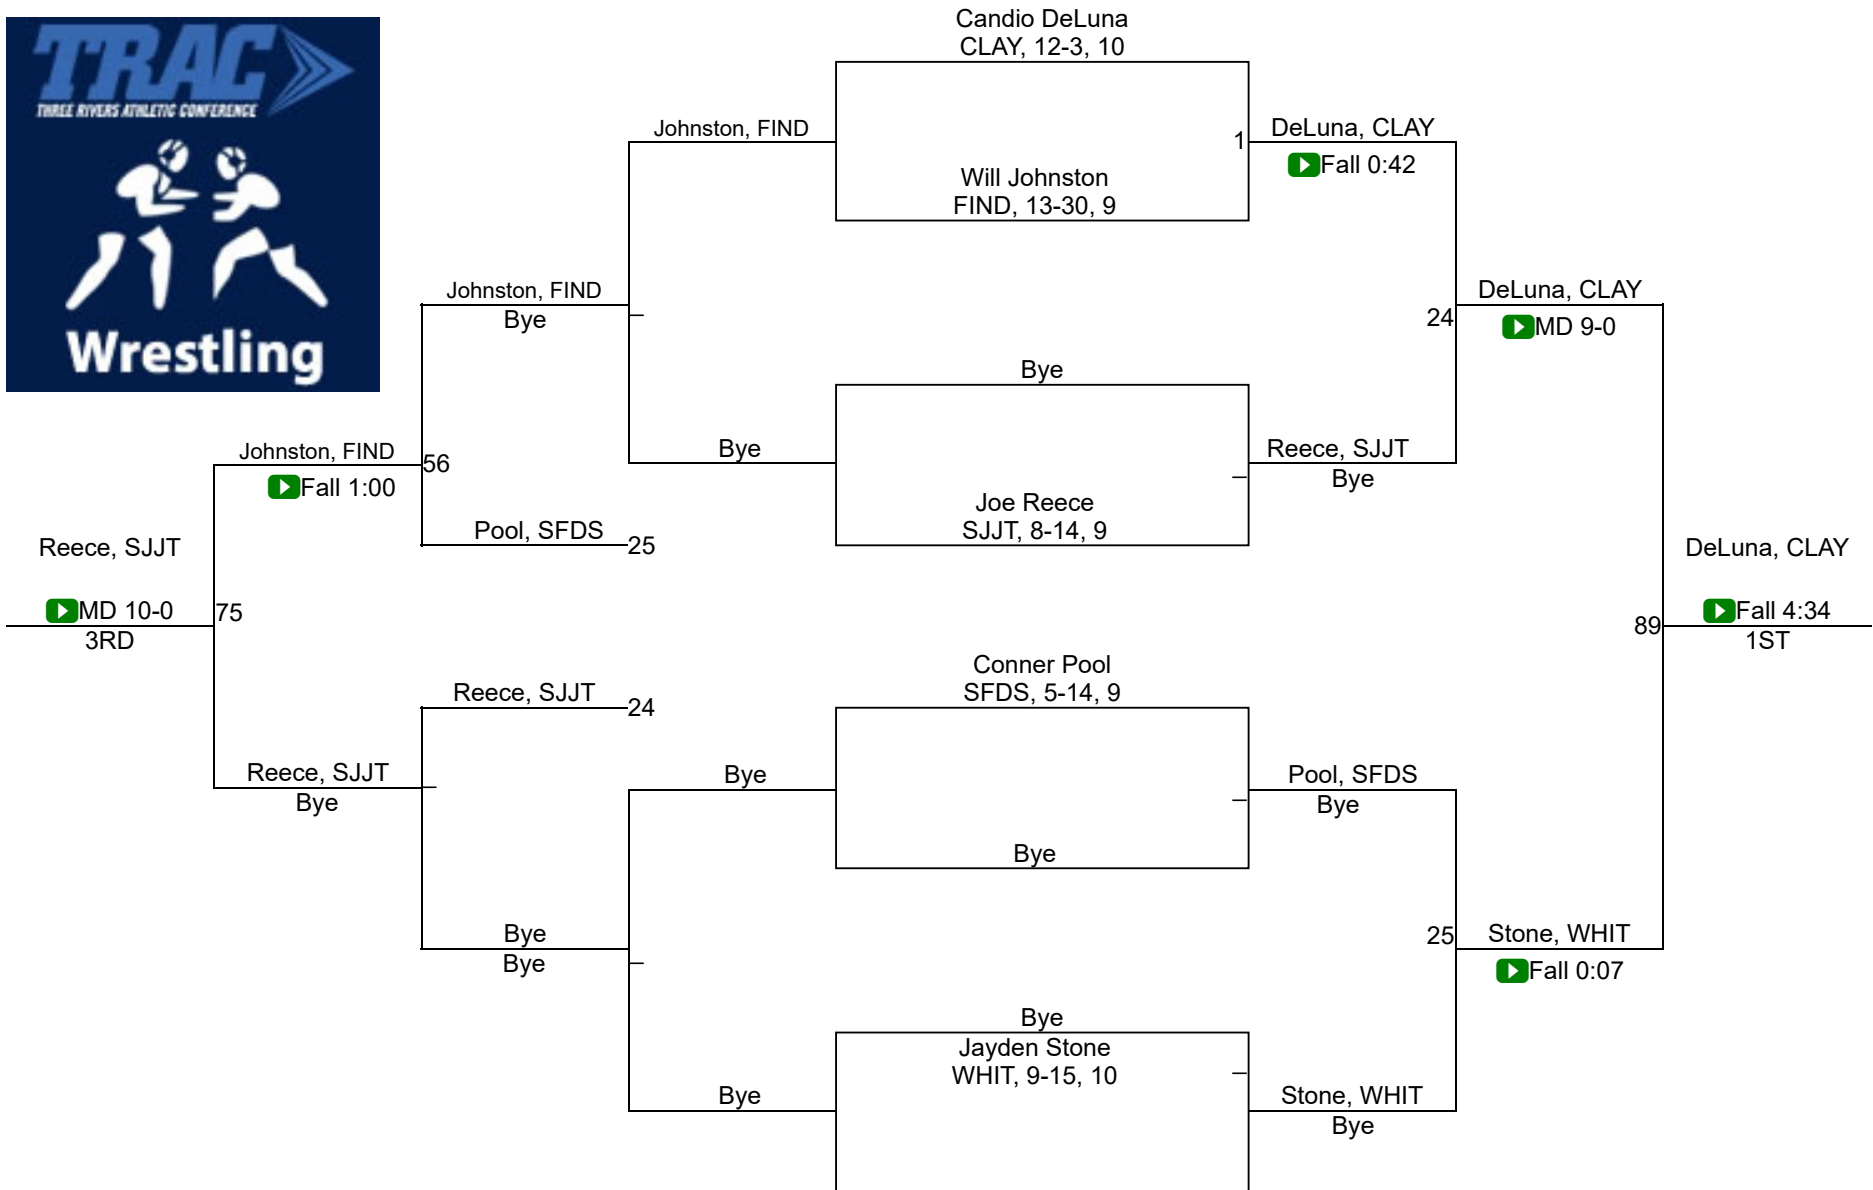 TRAC
THREE RIVERS ATHLETIC CONFERENCE
Wrestling
Candio DeLuna
CLAY, 12-3, 10
Johnston, FIND
1
DeLuna, CLAY
Fall 0:42
Will Johnston
FIND, 13-30, 9
Johnston, FIND
Bye
24
DeLuna, CLAY
MD 9-0
Bye
Johnston, FIND
56
Bye
Reece, SJJT
Bye
Fall 1:00
Joe Reece
SJJT, 8-14, 9
Pool, SFDS
25
Reece, SJJT
DeLuna, CLAY
MD 10-0
75
3RD
89
Fall 4:34
1ST
Conner Pool
SFDS, 5-14, 9
Reece, SJJT
24
Reece, SJJT
Bye
Bye
Pool, SFDS
Bye
Bye
Bye
Bye
25
Stone, WHIT
Fall 0:07
Bye
Jayden Stone
WHIT, 9-15, 10
Bye
Stone, WHIT
Bye